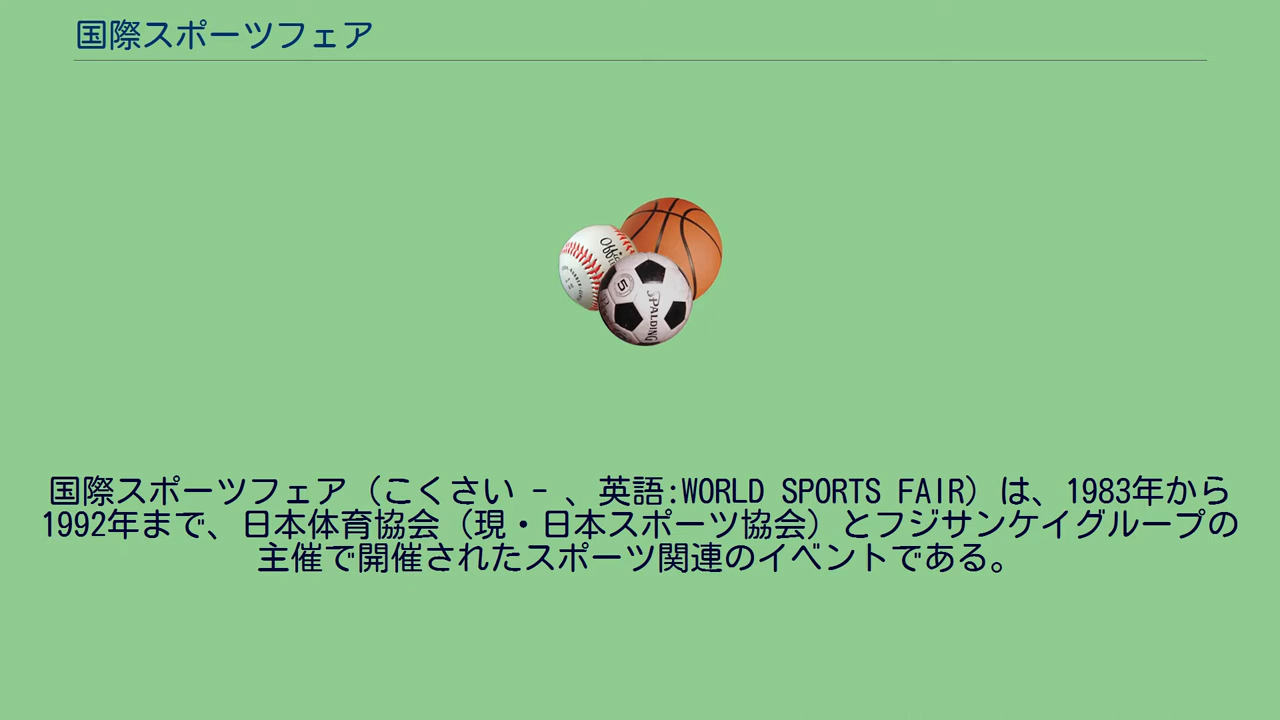 国際スポーツフェア
SPALDING
5
国際スポーツフェア（こくさい － 、英語:WORLD SPORTS FAIR）は、1983年から
1992年まで、日本体育協会（現・日本スポーツ協会）とフジサンケイグループの
主催で開催されたスポーツ関連のイベントである。